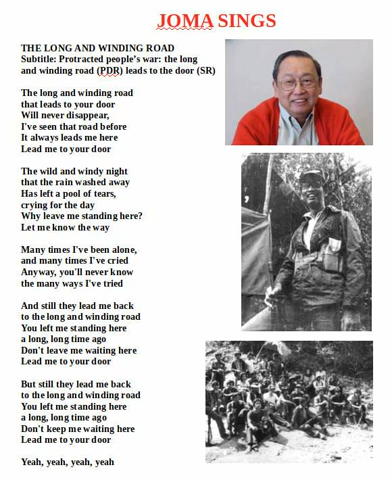 JOMA SINGS
THE LONG AND WINDING ROAD
Subtitle: Protracted people's war: the long
and winding road (PDR) leads to the door (SR)
The long and winding road
that leads to your door
Will never disappear,
I've seen that road before
It always leads me here
Lead me to your door
The wild and windy night
that the rain washed away
Has left a pool of tears,
crying for the day
Why leave me standing here?
Let me know the way
Many times I've been alone,
and many times I've cried
Anyway, you'll never know
the many ways I've tried
And still they lead me back
to the long and winding road
You left me standing here
a long, long time ago
Don't leave me waiting here
Lead me to your door
But still they lead me back
to the long and winding road
You left me standing here
a long, long time ago
Don't keep me waiting here
Lead me to your door
Yeah, yeah, yeah, yeah